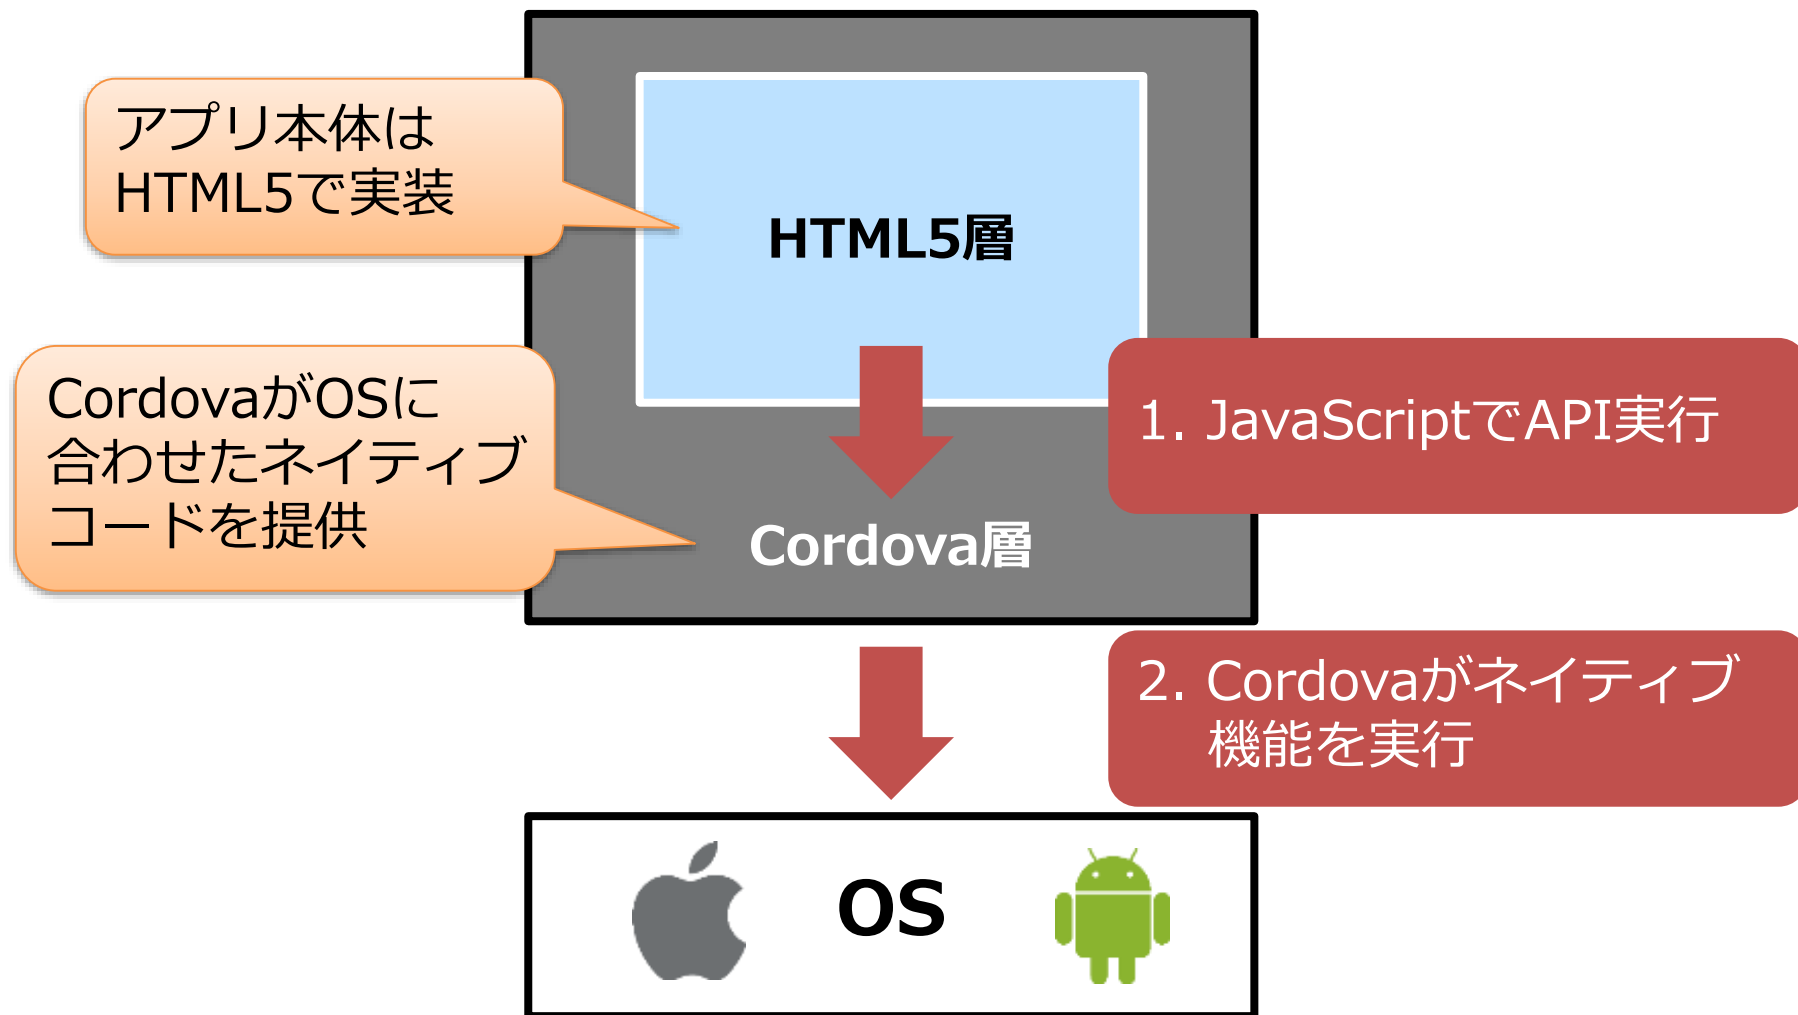 アプリ本体は
HTML5で実装
HTML5層
CordovaがOSに
合わせたネイティブ
コードを提供
1. JavaScriptでAPI実行
Cordova層
2. Cordovaがネイティブ
機能を実行
OS